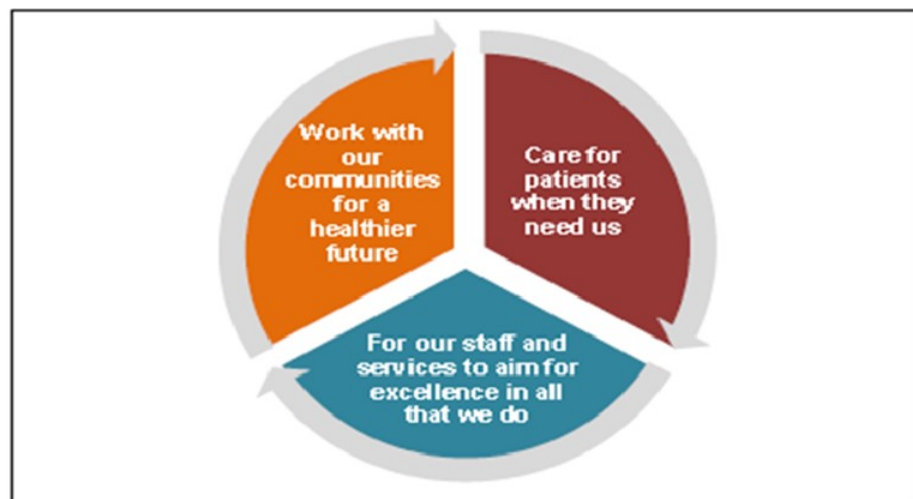 Work with
our
communities
for a
healthier
future
Care for
patients
when they
need us
For our staff and
services to aim for
excellence in all
that we do